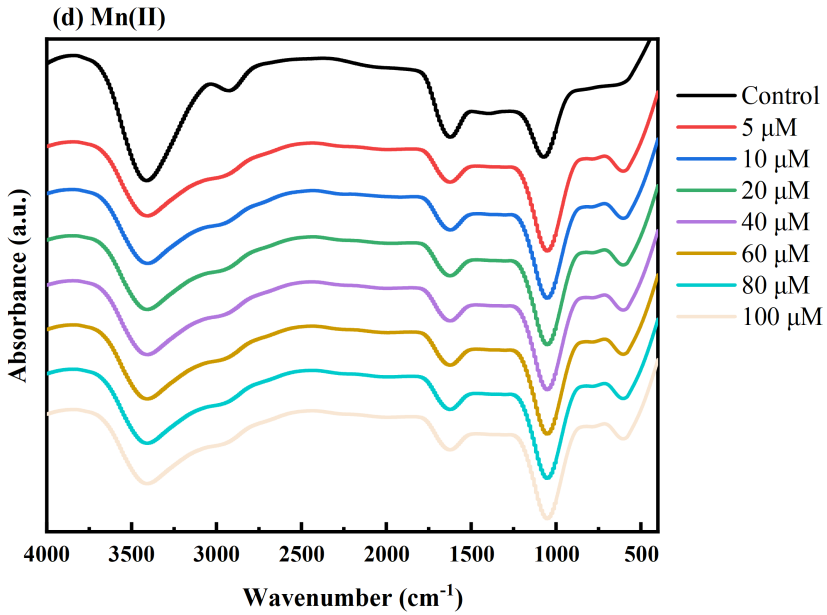 (d) Mn(II)
Control
5 μM
10 μM
20 μM
40 μM
60 μM
80 μM
100 μM
Absorbance (a.u.)
4000 3500 3000 2500 2000 1500 1000 500
Wavenumber (cm⁻¹)